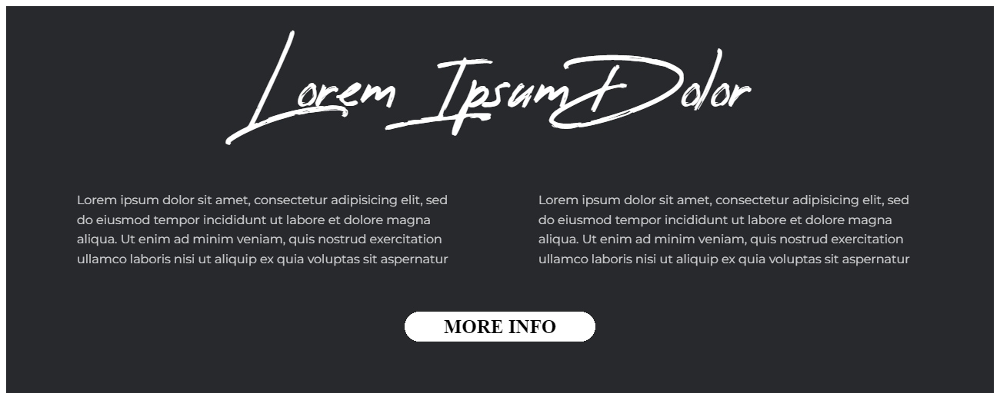 Lorem Ipsum Dolor
Lorem ipsum dolor sit amet, consectetur adipisicing elit, sed
do eiusmod tempor incididunt ut labore et dolore magna
aliqua. Ut enim ad minim veniam, quis nostrud exercitation
ullamco laboris nisi ut aliquip ex quia voluptas sit aspernatur
Lorem ipsum dolor sit amet, consectetur adipisicing elit, sed
do eiusmod tempor incididunt ut labore et dolore magna
aliqua. Ut enim ad minim veniam, quis nostrud exercitation
ullamco laboris nisi ut aliquip ex quia voluptas sit aspernatur
MORE INFO